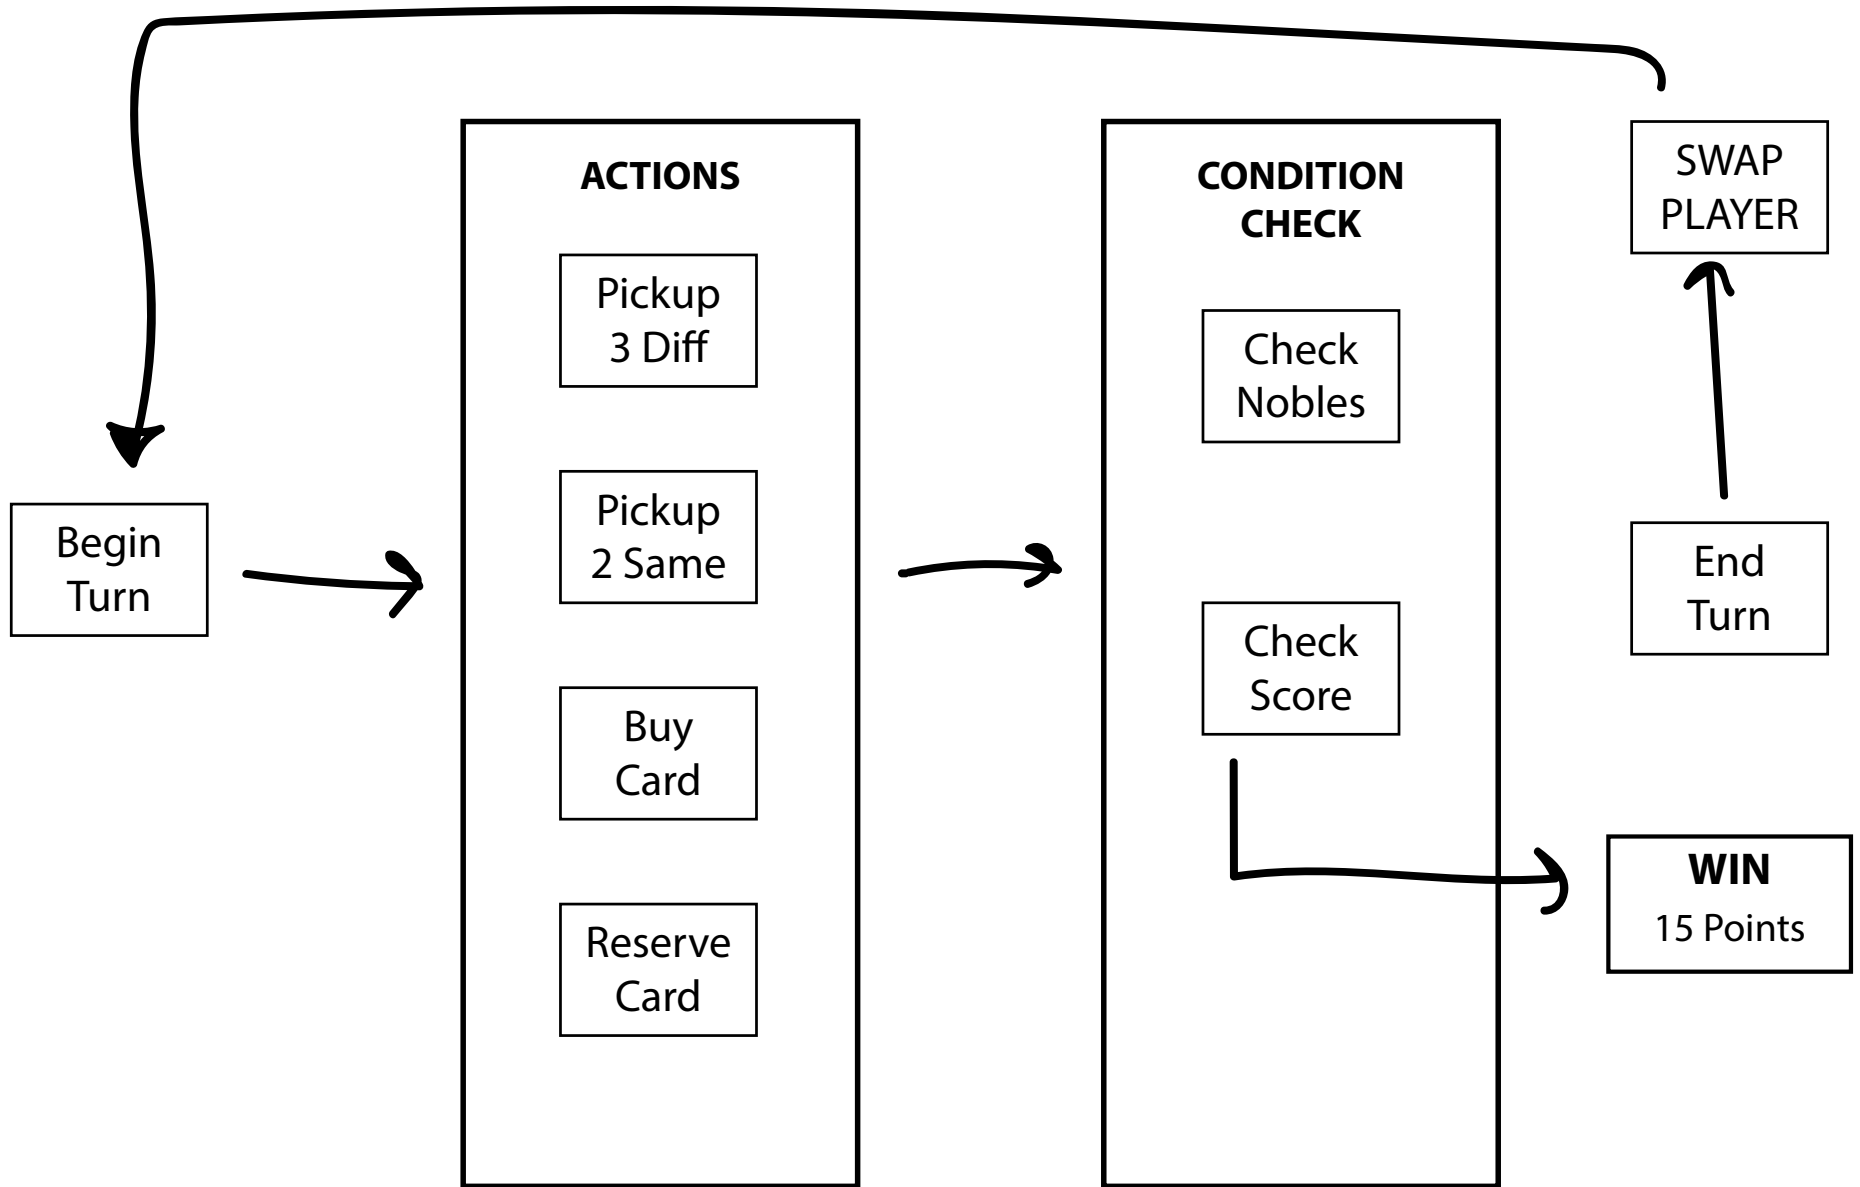 Begin
Turn
ACTIONS
Pickup
3 Diff
Pickup
2 Same
Buy
Card
Reserve
Card
CONDITION
CHECK
Check
Nobles
Check
Score
SWAP
PLAYER
End
Turn
WIN
15 Points